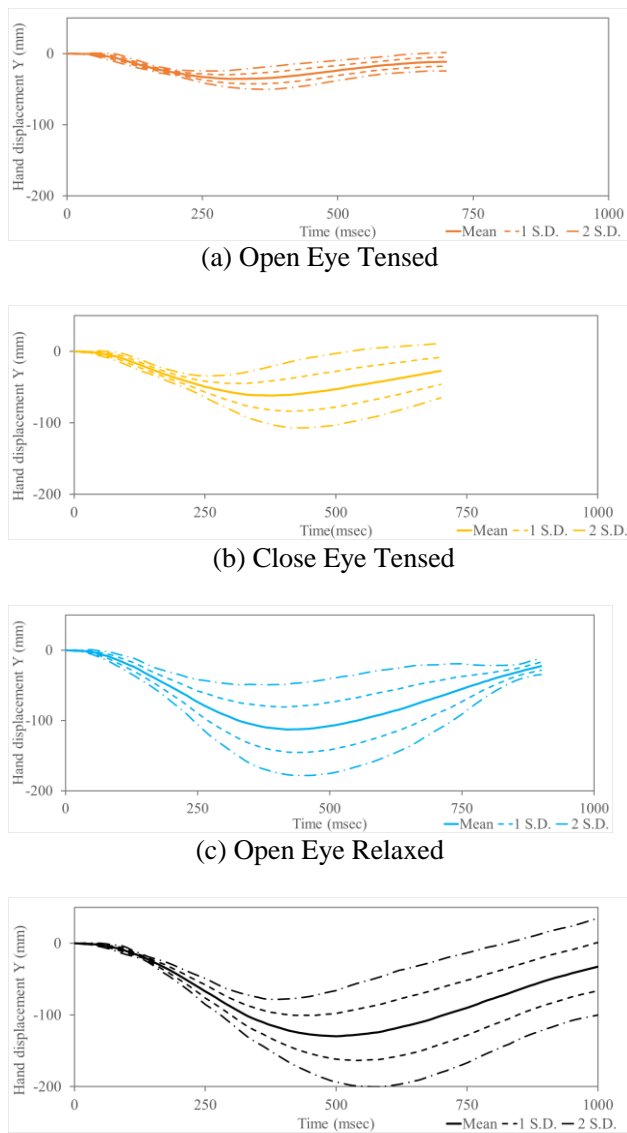 Hand displacement Y (mm)
0
-100
-200
0 250 500 750 1000
Time (msec)
Mean 1 S.D. 2 S.D.
(a) Open Eye Tensed
Hand displacement Y (mm)
0
-100
-200
0 250 500 750 1000
Time(msec)
Mean 1 S.D. 2 S.D.
(b) Close Eye Tensed
Hand displacement Y (mm)
0
-100
-200
0 250 500 750 1000
Time (msec)
Mean 1 S.D. 2 S.D.
(c) Open Eye Relaxed
Hand displacement Y (mm)
0
-100
-200
0 250 500 750 1000
Time (msec)
Mean 1 S.D. 2 S.D.